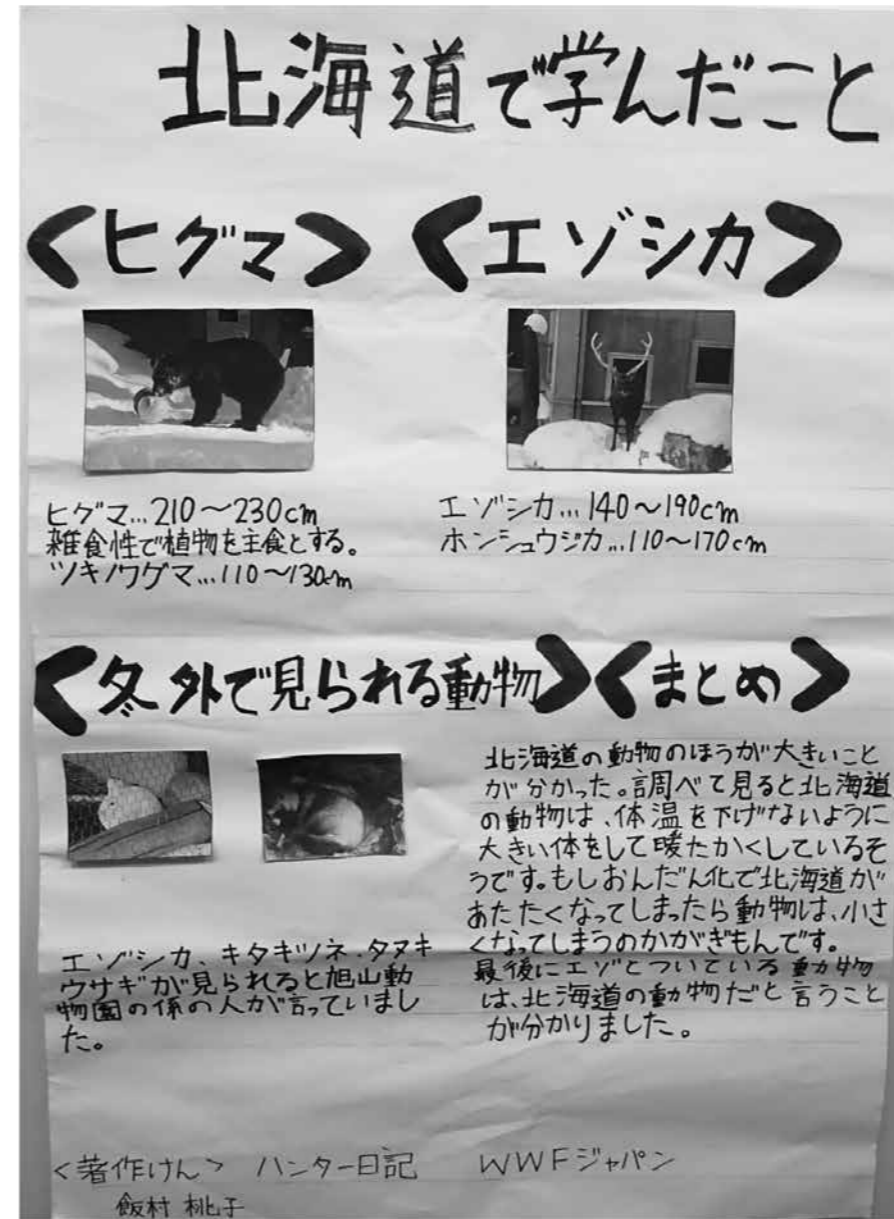 北海道で学んだこと
<ヒグマ>
ヒグマ…210～230cm
雑食性で植物を主食とする。
ツキノワグマ…110～130cm
<エゾシカ>
エゾシカ…140～190cm
ホンシュウジカ…110～170cm
<冬外で見られる動物>
エゾシカ、キタギツネ、タヌキ
ウサギが見られると旭山動
物園の係の人が言っていまし
た。
<まとめ>
北海道の動物のほうが大きいこと
が分かった。調べて見ると北海道
の動物は、体温を下げないように
大きい体をして暖たかくしているそ
うです。もしおんだん化で北海道が
あたたくなってしまったら動物は、小さ
くなってしまうのかがぎもんです。
最後にエゾとついている動物
は、北海道の動物だと言うこと
が分かりました。
<著作けん> ハンター日記 WWFジャパン
飯村 桃子